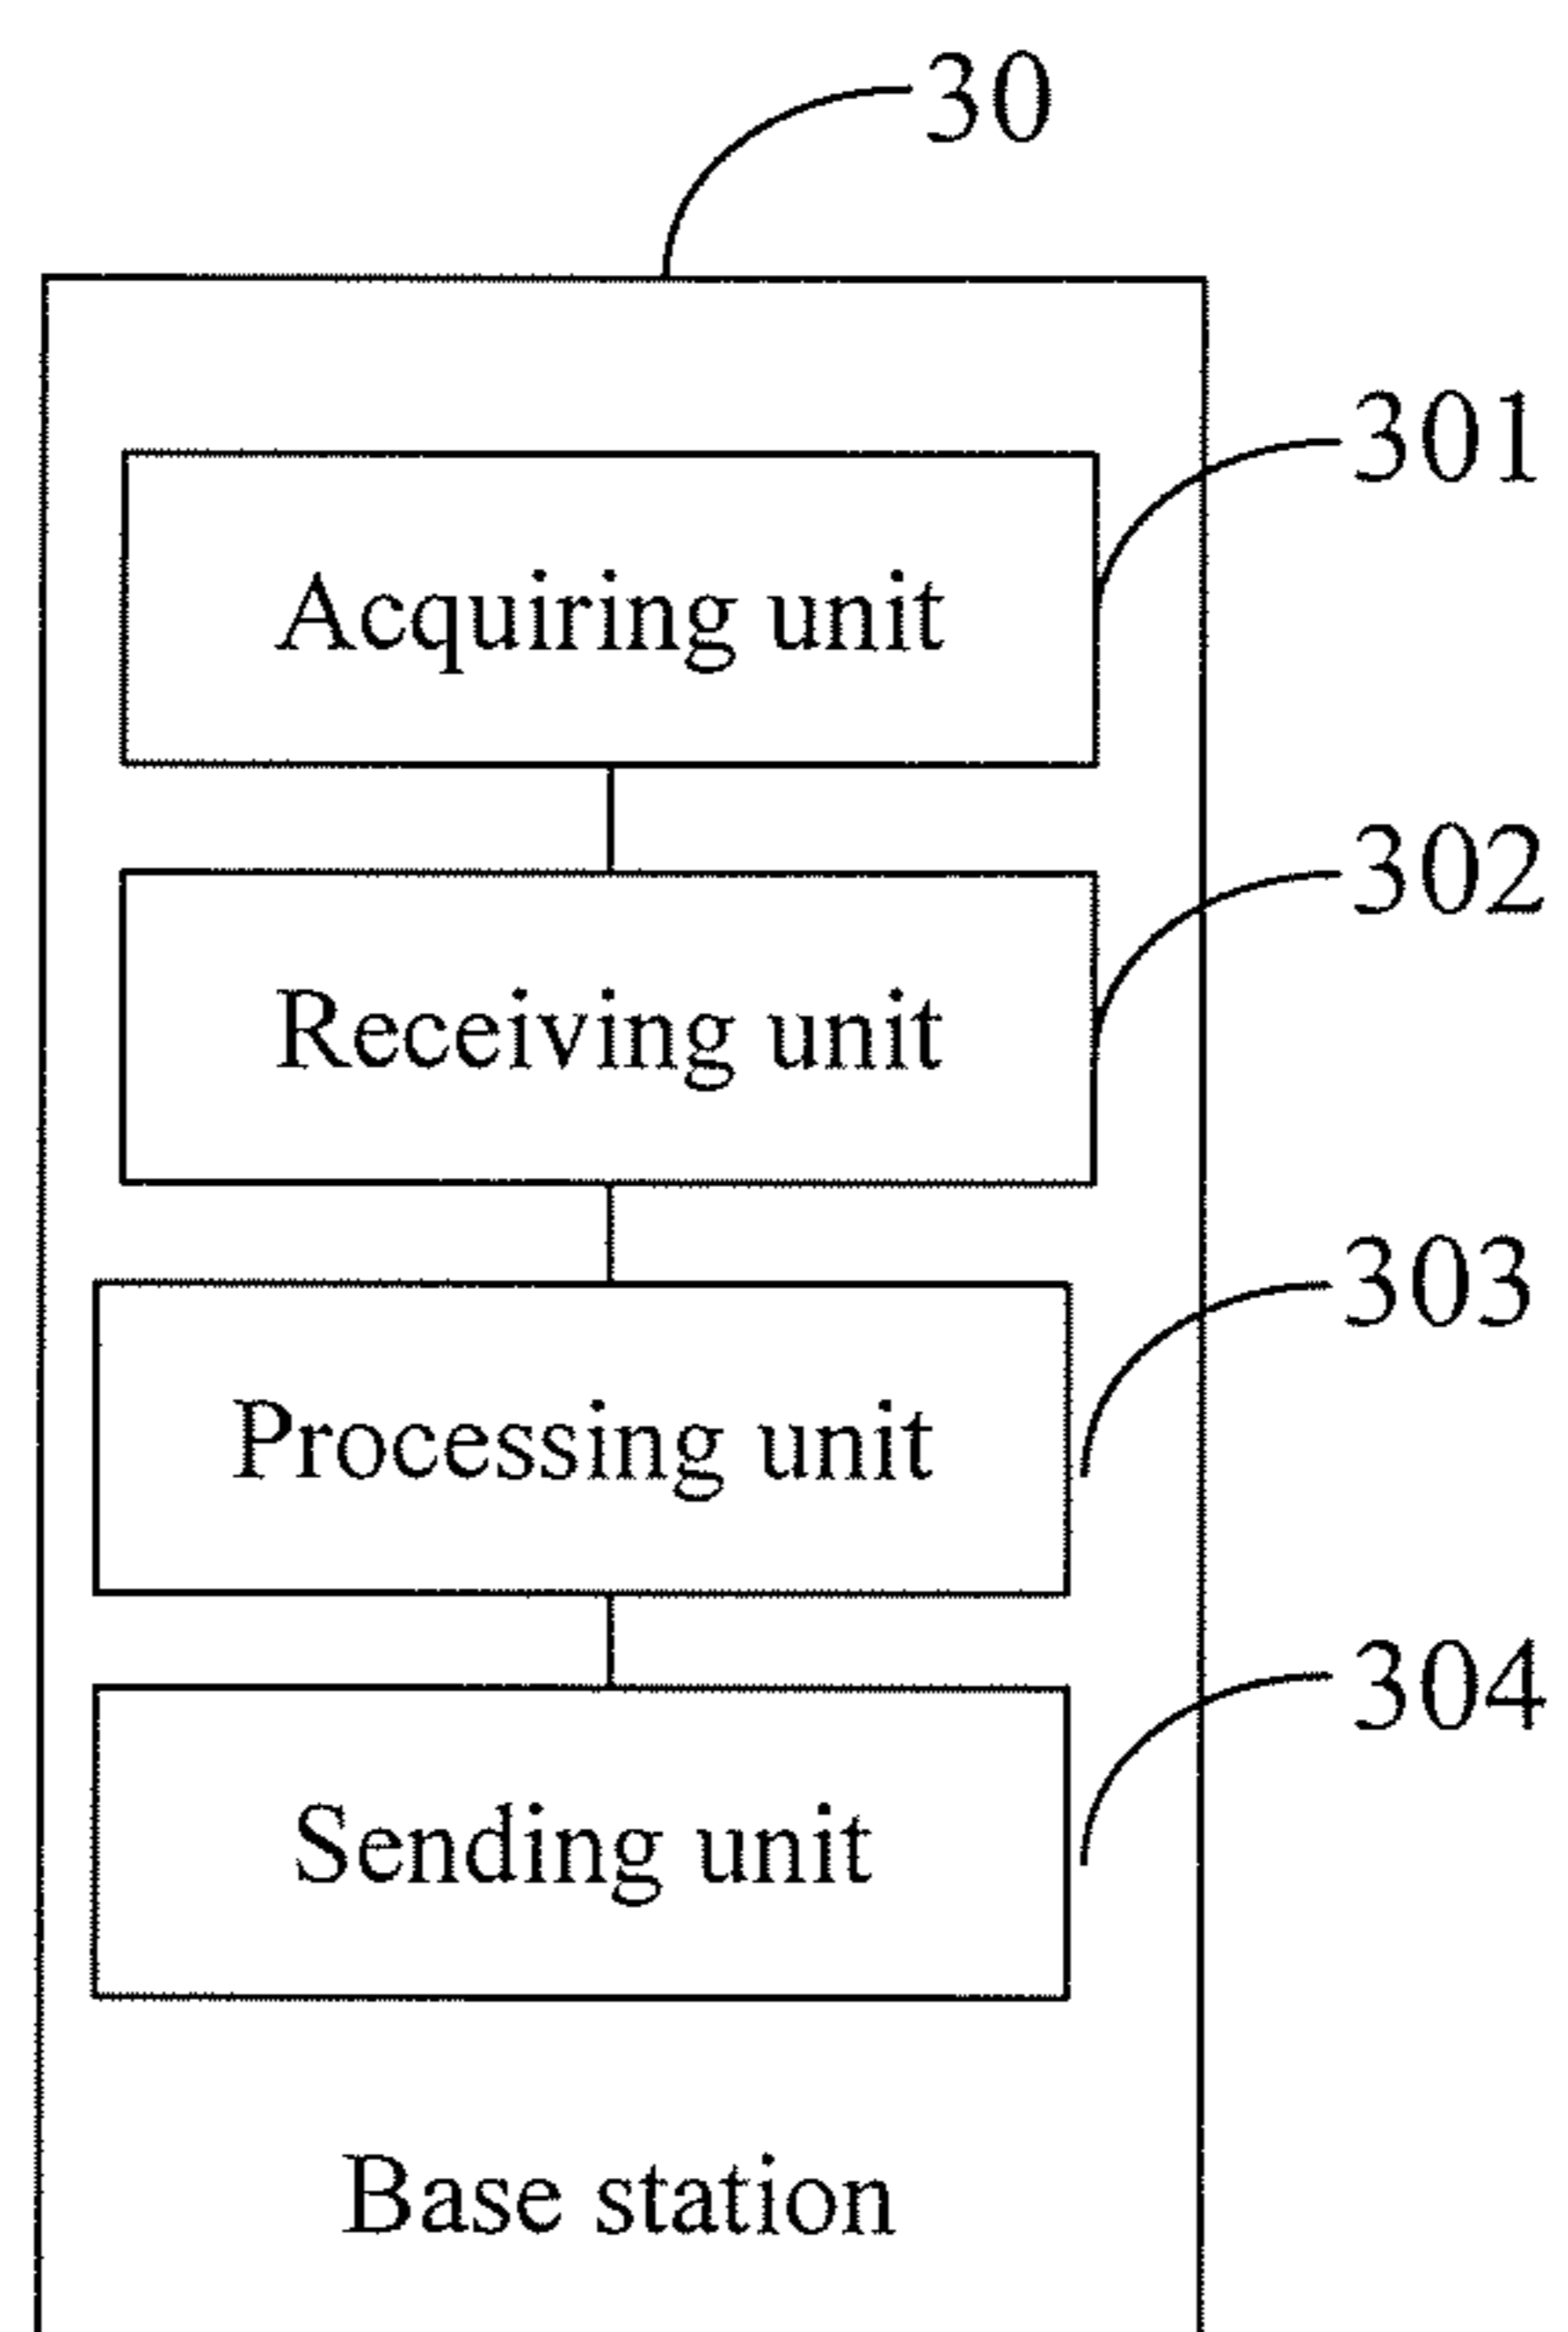 30
301
Acquiring unit
302
Receiving unit
303
Processing unit
304
Sending unit
Base station